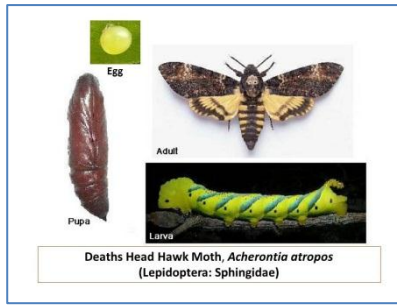 Egg
Adult
Pupa
Larva
Deaths Head Hawk Moth, Acherontia atropos
(Lepidoptera: Sphingidae)